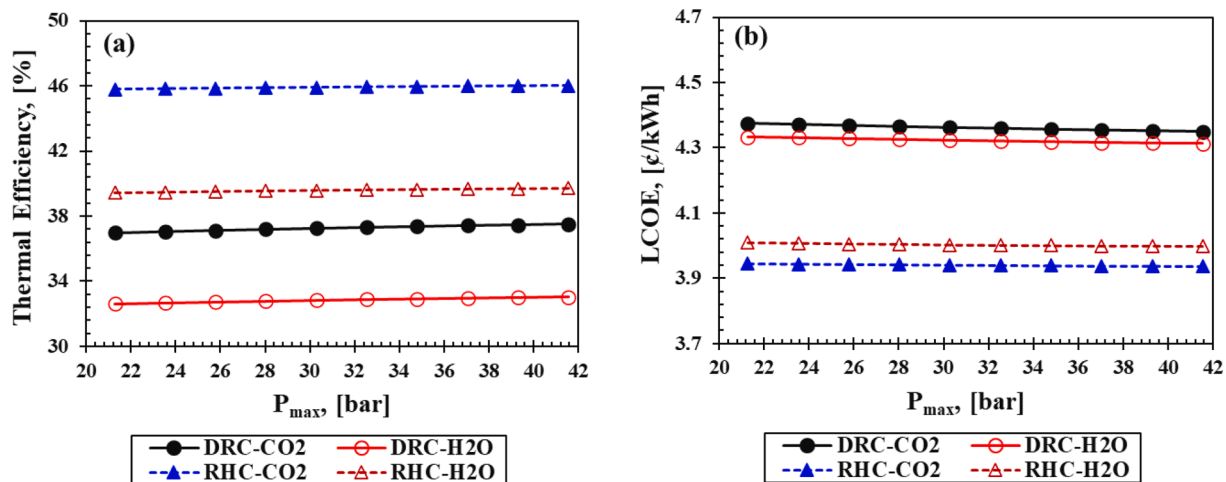 (a)
Thermal Efficiency, [%]
50
46
42
38
34
30
20 22 24 26 28 30 32 34 36 38 40 42
Pmax, [bar]
DRC-CO2 DRC-H2O
RHC-CO2 RHC-H2O
(b)
LCOE, [¢/kWh]
4.7
4.5
4.3
4.1
3.9
3.7
20 22 24 26 28 30 32 34 36 38 40 42
Pmax, [bar]
DRC-CO2 DRC-H2O
RHC-CO2 RHC-H2O